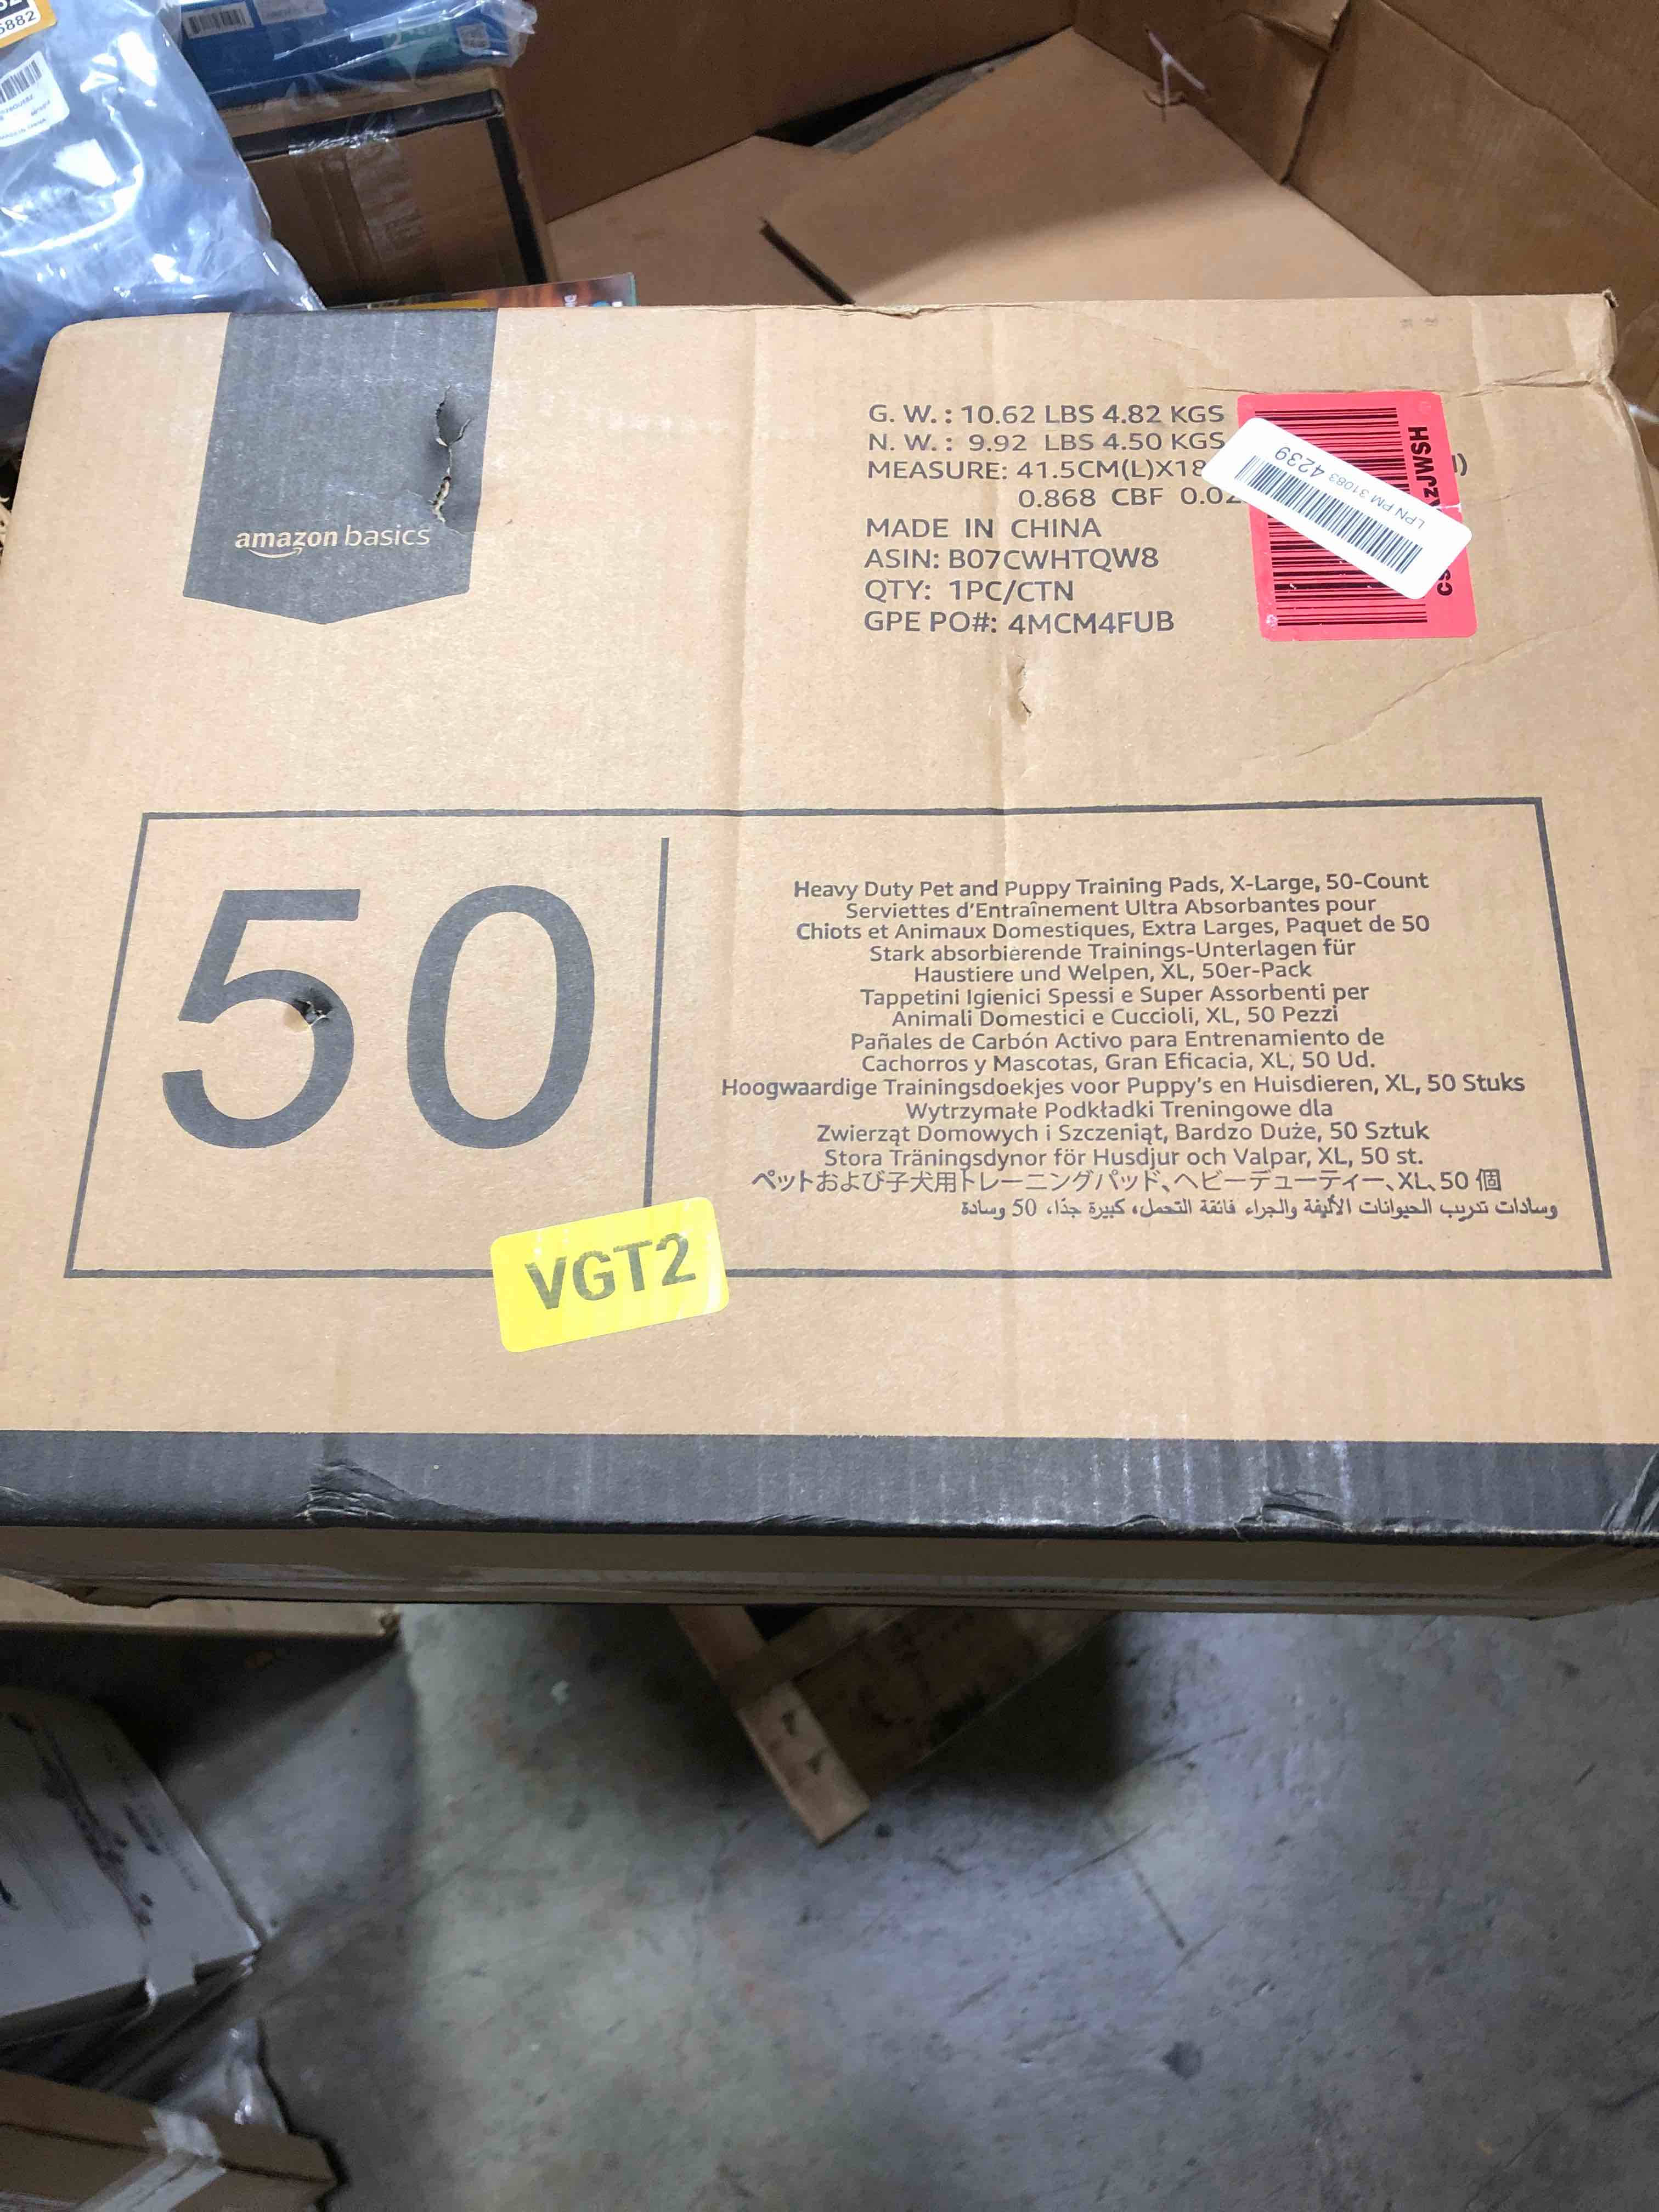 5882
amazon basics
G. W. : 10.62 LBS 4.82 KGS
N. W. : 9.92 LBS 4.50 KGS
MEASURE: 41.5CM(L)X18
0.868 CBF 0.02
MADE IN CHINA
ASIN: B07CWHTQW8
QTY: 1PC/CTN
GPE PO#: 4MCM4FUB
LPN PM 31083 4239
zJWSH
50
Heavy Duty Pet and Puppy Training Pads, X-Large, 50-Count
Serviettes d'Entraînement Ultra Absorbantes pour
Chiots et Animaux Domestiques, Extra Larges, Paquet de 50
Stark absorbierende Trainings-Unterlagen für
Haustiere und Welpen, XL, 50er-Pack
Tappetini Igienici Spessi e Super Assorbenti per
Animali Domestici e Cuccioli, XL, 50 Pezzi
Pañales de Carbón Activo para Entrenamiento de
Cachorros y Mascotas, Gran Eficacia, XL, 50 Ud.
Hoogwaardige Trainingsdoekjes voor Puppy's en Huisdieren, XL, 50 Stuks
Wytrzymałe Podkładki Treningowe dla
Zwierząt Domowych i Szczeniąt, Bardzo Duże, 50 Sztuk
Stora Träningsdynor för Husdjur och Valpar, XL, 50 st.
ペットおよび子犬用トレーニングパッド、ヘビーデューティー、XL、50 個
وسادات تدريب الحيوانات الأليفة والجراء فائقة التحمل، كبيرة جدًا، 50 وسادة
VGT2